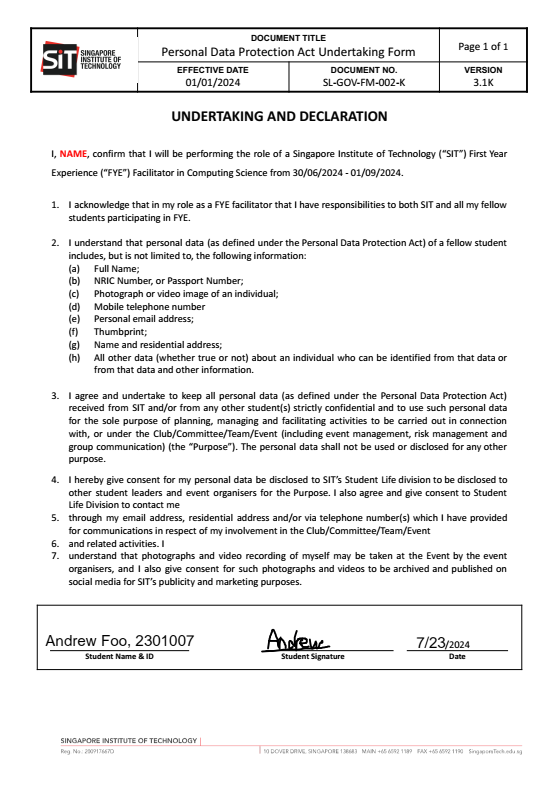 SiT SINGAPORE
INSTITUTE OF
TECHNOLOGY
DOCUMENT TITLE
Personal Data Protection Act Undertaking Form
Page 1 of 1
EFFECTIVE DATE
01/01/2024
DOCUMENT NO.
SL-GOV-FM-002-K
VERSION
3.1K
UNDERTAKING AND DECLARATION
I, NAME, confirm that I will be performing the role of a Singapore Institute of Technology (“SIT”) First Year
Experience (“FYE”) Facilitator in Computing Science from 30/06/2024 - 01/09/2024.
1. I acknowledge that in my role as a FYE facilitator that I have responsibilities to both SIT and all my fellow
students participating in FYE.
2. I understand that personal data (as defined under the Personal Data Protection Act) of a fellow student
includes, but is not limited to, the following information:
(a) Full Name;
(b) NRIC Number, or Passport Number;
(c) Photograph or video image of an individual;
(d) Mobile telephone number
(e) Personal email address;
(f) Thumbprint;
(g) Name and residential address;
(h) All other data (whether true or not) about an individual who can be identified from that data or
from that data and other information.
3. I agree and undertake to keep all personal data (as defined under the Personal Data Protection Act)
received from SIT and/or from any other student(s) strictly confidential and to use such personal data
for the sole purpose of planning, managing and facilitating activities to be carried out in connection
with, or under the Club/Committee/Team/Event (including event management, risk management and
group communication) (the “Purpose”). The personal data shall not be used or disclosed for any other
purpose.
4. I hereby give consent for my personal data be disclosed to SIT’s Student Life division to be disclosed to
other student leaders and event organisers for the Purpose. I also agree and give consent to Student
Life Division to contact me
5. through my email address, residential address and/or via telephone number(s) which I have provided
for communications in respect of my involvement in the Club/Committee/Team/Event
6. and related activities. I
7. understand that photographs and video recording of myself may be taken at the Event by the event
organisers, and I also give consent for such photographs and videos to be archived and published on
social media for SIT’s publicity and marketing purposes.
Andrew Foo, 2301007
Student Name & ID
Andrew
Student Signature
7/23/2024
Date
SINGAPORE INSTITUTE OF TECHNOLOGY
Reg. No.: 200917667D
10 DOVER DRIVE, SINGAPORE 138683 MAIN +65 6592 1189 FAX +65 6592 1190 SingaporeTech.edu.sg